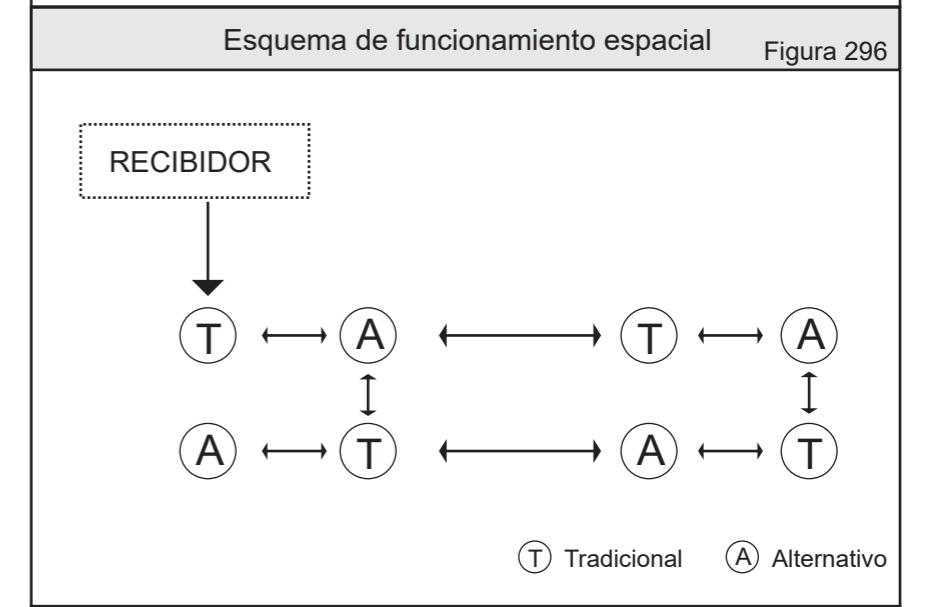 Esquema de funcionamiento espacial Figura 296
RECIBIDOR
T A T A
A T A T
T Tradicional A Alternativo